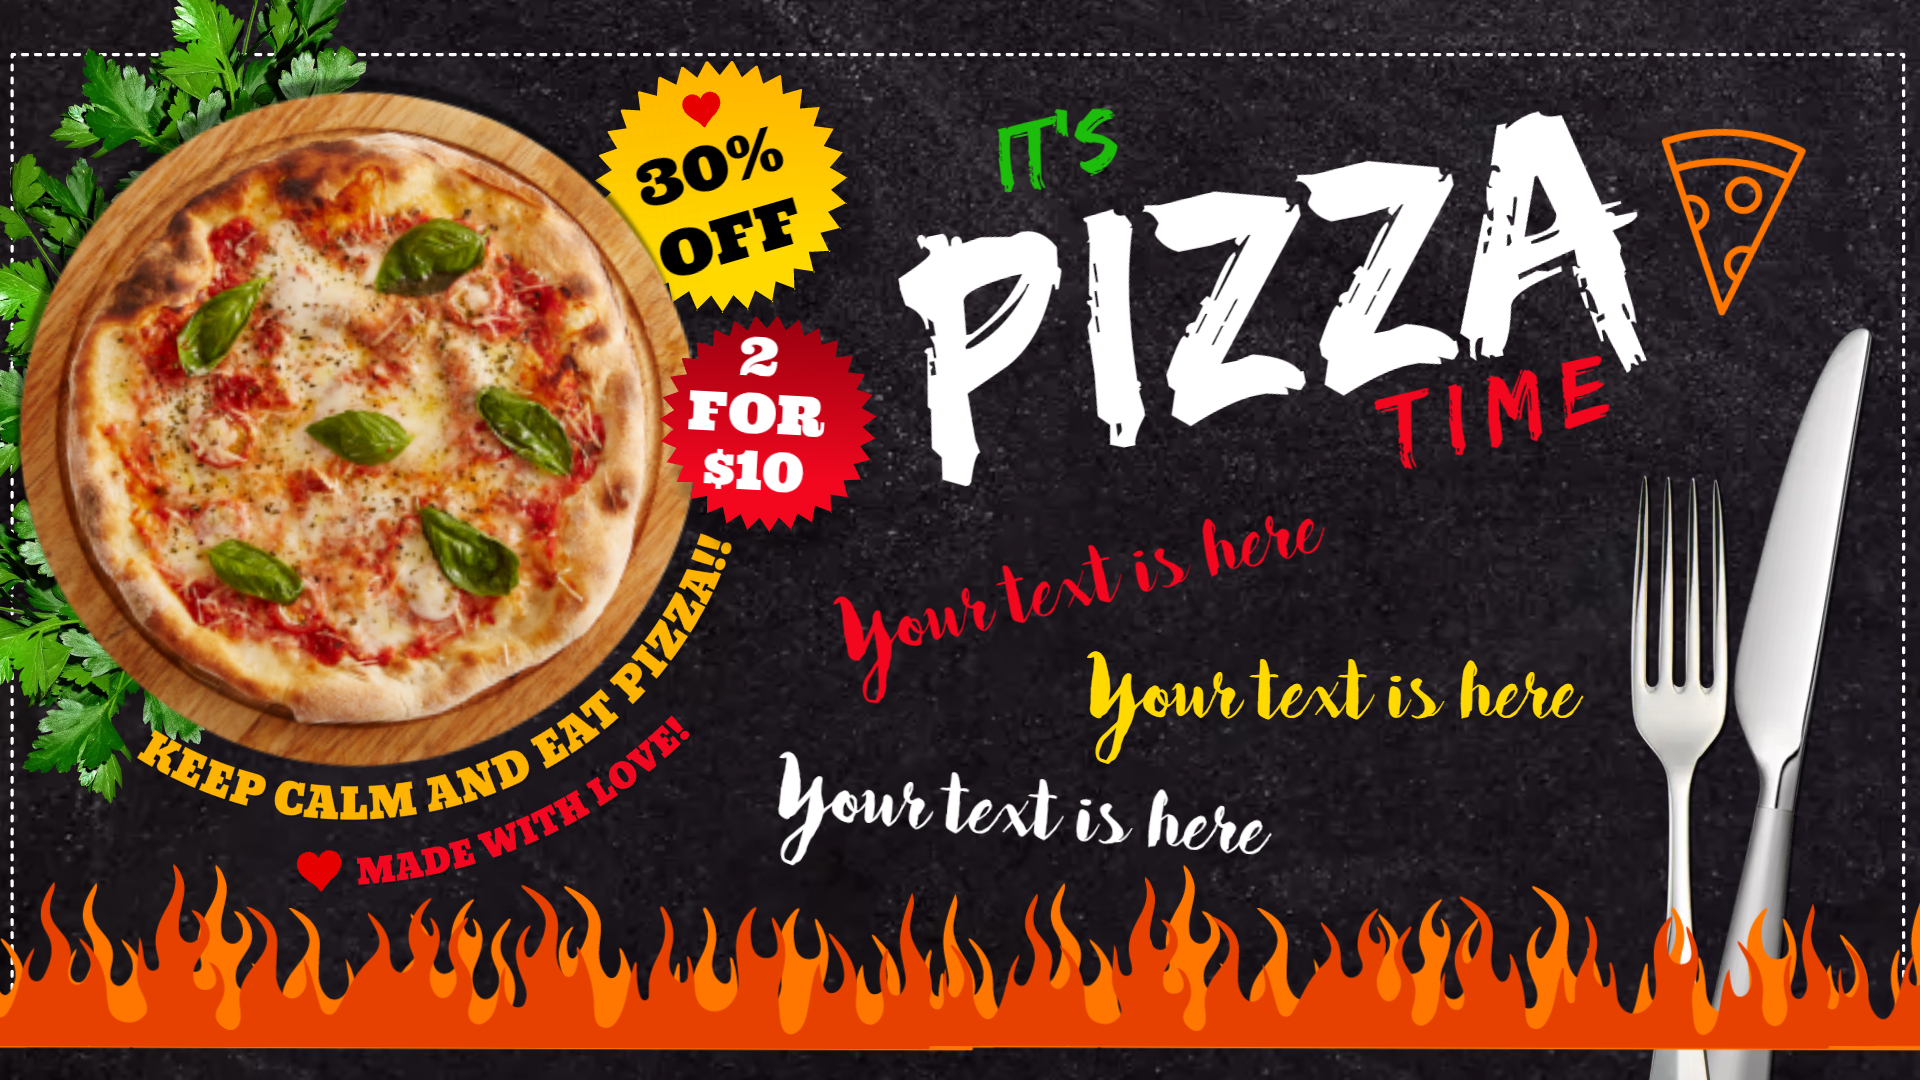 30%
OFF
2
FOR
$10
IT'S
PIZZA
TIME
Your text is here
Your text is here
Your text is here
KEEP CALM AND EAT PIZZA!!
MADE WITH LOVE!